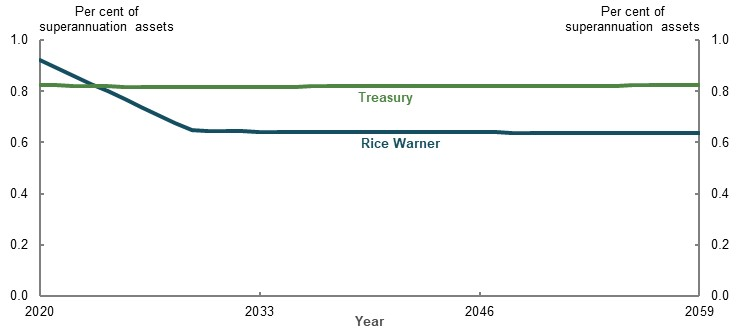 Per cent of
superannuation assets
Per cent of
superannuation assets
1.0
1.0
0.8
0.8
Treasury
0.6
0.6
Rice Warner
0.4
0.4
0.2
0.2
0.0
0.0
2020
2033
2046
2059
Year